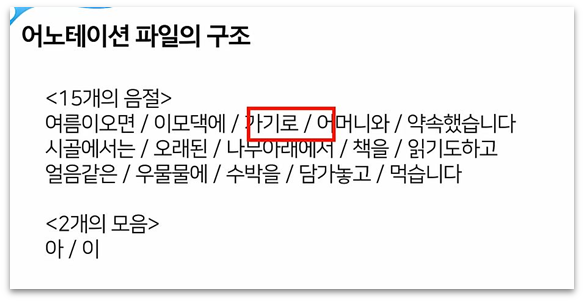 어노테이션 파일의 구조
<15개의 음절>
여름이오면 / 이모댁에 / 가기로 / 어머니와 / 약속했습니다
시골에서는 / 오래된 / 나무아래에서 / 책을 / 읽기도하고
얼음같은 / 우물물에 / 수박을 / 담가놓고 / 먹습니다
<2개의 모음>
아 / 이